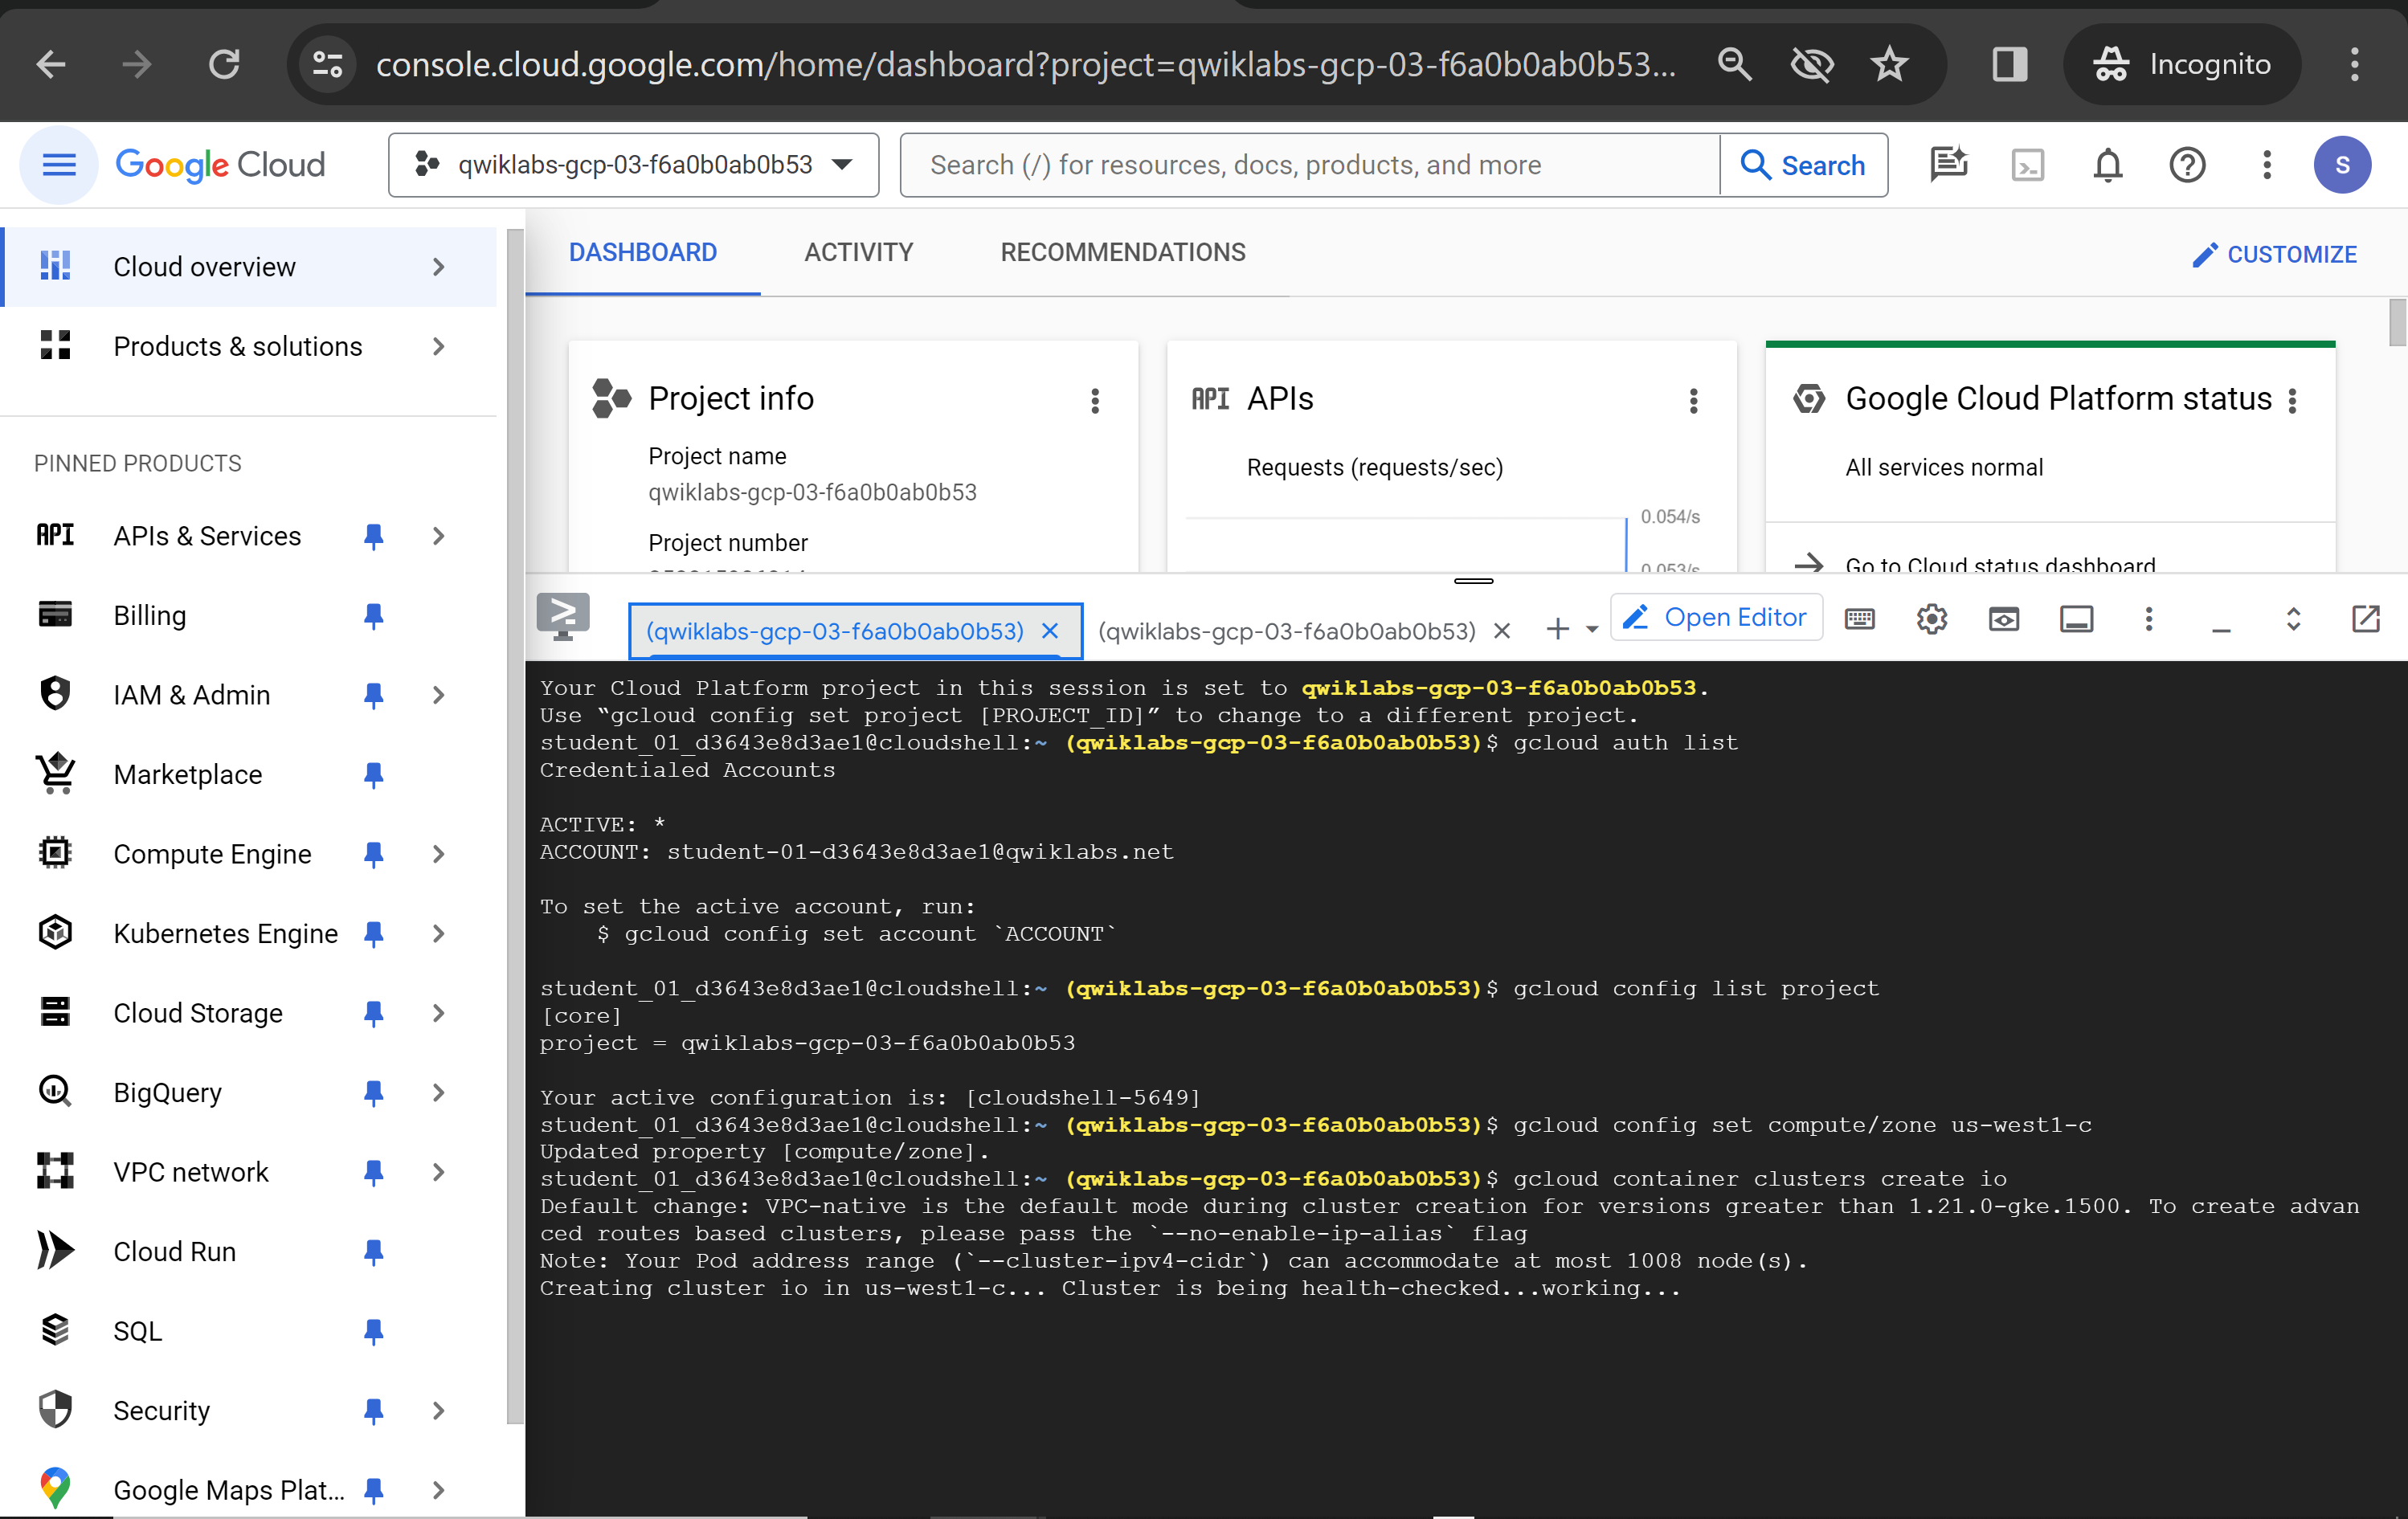 console.cloud.google.com/home/dashboard?project=qwiklabs-gcp-03-f6a0b0ab0b53...
Incognito
Google Cloud
qwiklabs-gcp-03-f6a0b0ab0b53
Search (/) for resources, docs, products, and more
Search
S
Cloud overview
Products & solutions
PINNED PRODUCTS
API APIs & Services
Billing
IAM & Admin
Marketplace
Compute Engine
Kubernetes Engine
Cloud Storage
BigQuery
VPC network
Cloud Run
SQL
Security
Google Maps Plat...
DASHBOARD
ACTIVITY
RECOMMENDATIONS
CUSTOMIZE
Project info
Project name
qwiklabs-gcp-03-f6a0b0ab0b53
Project number
API APIs
Requests (requests/sec)
0.054/s
0.053/s
Google Cloud Platform status
All services normal
Go to Cloud status dashboard
(qwiklabs-gcp-03-f6a0b0ab0b53)
(qwiklabs-gcp-03-f6a0b0ab0b53)
Open Editor
Your Cloud Platform project in this session is set to qwiklabs-gcp-03-f6a0b0ab0b53.
Use “gcloud config set project [PROJECT_ID]” to change to a different project.
student_01_d3643e8d3ae1@cloudshell:~ (qwiklabs-gcp-03-f6a0b0ab0b53)$ gcloud auth list
Credentialed Accounts
ACTIVE: *
ACCOUNT: student-01-d3643e8d3ae1@qwiklabs.net
To set the active account, run:
$ gcloud config set account `ACCOUNT`
student_01_d3643e8d3ae1@cloudshell:~ (qwiklabs-gcp-03-f6a0b0ab0b53)$ gcloud config list project
[core]
project = qwiklabs-gcp-03-f6a0b0ab0b53
Your active configuration is: [cloudshell-5649]
student_01_d3643e8d3ae1@cloudshell:~ (qwiklabs-gcp-03-f6a0b0ab0b53)$ gcloud config set compute/zone us-west1-c
Updated property [compute/zone].
student_01_d3643e8d3ae1@cloudshell:~ (qwiklabs-gcp-03-f6a0b0ab0b53)$ gcloud container clusters create io
Default change: VPC-native is the default mode during cluster creation for versions greater than 1.21.0-gke.1500. To create advan
ced routes based clusters, please pass the `--no-enable-ip-alias` flag
Note: Your Pod address range (`--cluster-ipv4-cidr`) can accommodate at most 1008 node(s).
Creating cluster io in us-west1-c... Cluster is being health-checked...working...